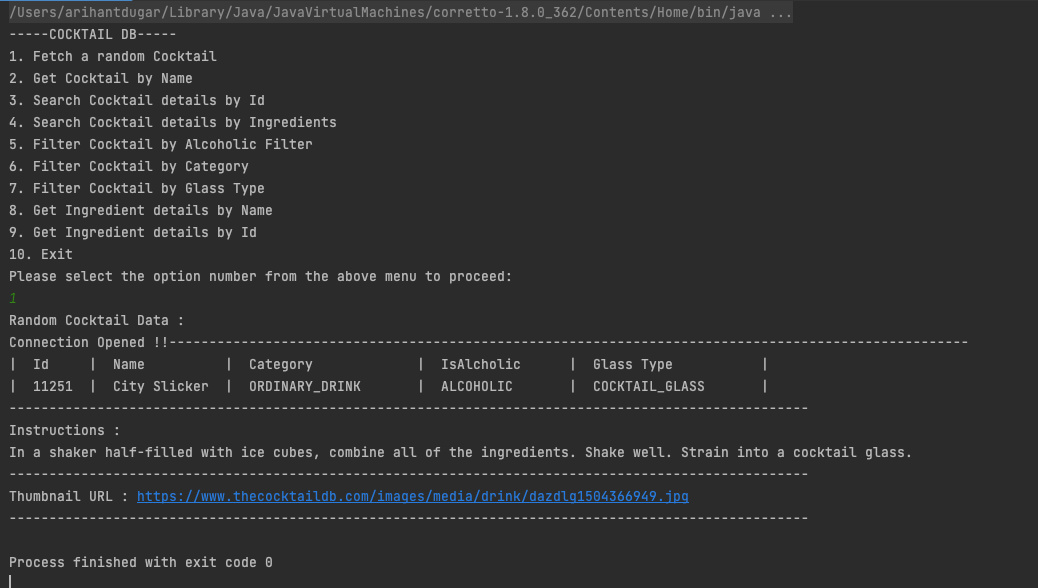 /Users/arihantdugar/Library/Java/JavaVirtualMachines/corretto-1.8.0_362/Contents/Home/bin/java ...
-----COCKTAIL DB-----
1. Fetch a random Cocktail
2. Get Cocktail by Name
3. Search Cocktail details by Id
4. Search Cocktail details by Ingredients
5. Filter Cocktail by Alcoholic Filter
6. Filter Cocktail by Category
7. Filter Cocktail by Glass Type
8. Get Ingredient details by Name
9. Get Ingredient details by Id
10. Exit
Please select the option number from the above menu to proceed:
1
Random Cocktail Data :
Connection Opened !!----------------------------------------------------------------------------------------------------
|  Id     |  Name          |  Category             |  IsAlcholic      |  Glass Type           |
|  11251  |  City Slicker  |  ORDINARY_DRINK       |  ALCOHOLIC       |  COCKTAIL_GLASS       |
----------------------------------------------------------------------------------------------------
Instructions :
In a shaker half-filled with ice cubes, combine all of the ingredients. Shake well. Strain into a cocktail glass.
----------------------------------------------------------------------------------------------------
Thumbnail URL : https://www.thecocktaildb.com/images/media/drink/dazdlg1504366949.jpg
----------------------------------------------------------------------------------------------------
Process finished with exit code 0